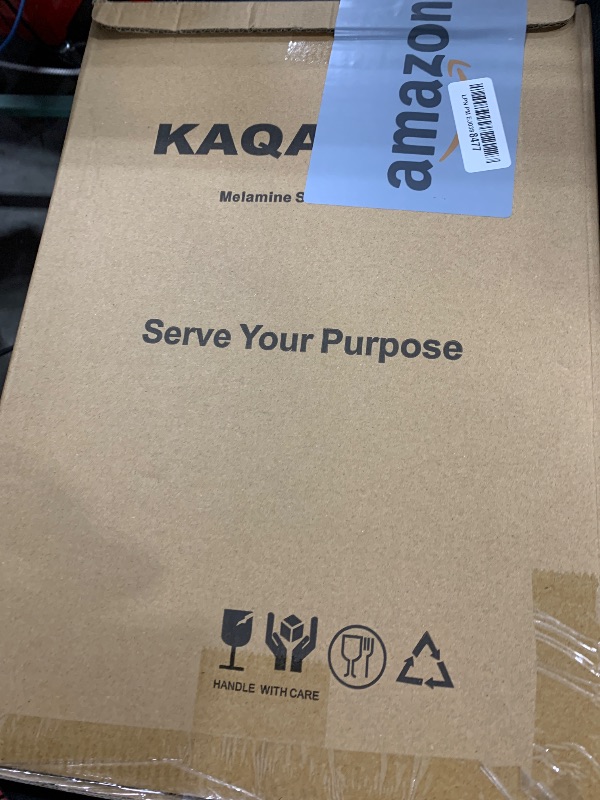 amazon
KAQA
Melamine S
Serve Your Purpose
HANDLE WITH CARE